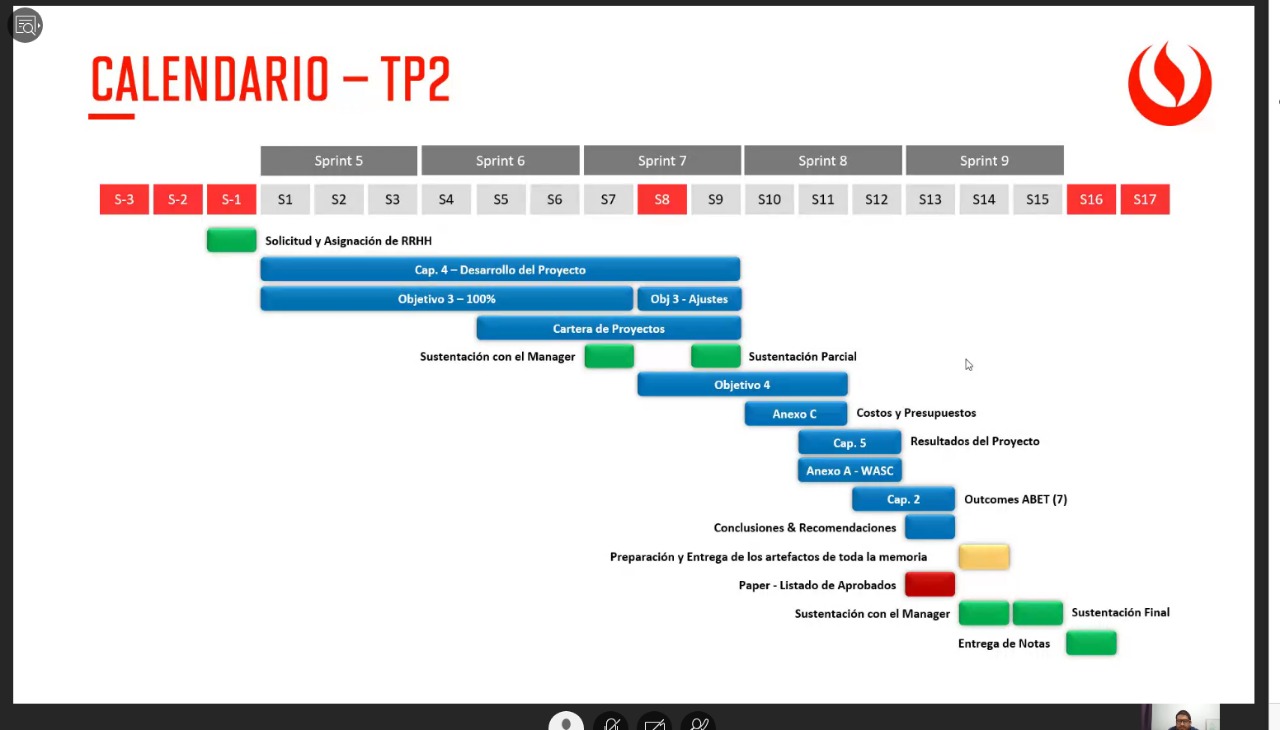 CALENDARIO – TP2
Sprint 5 Sprint 6 Sprint 7 Sprint 8 Sprint 9
S-3 S-2 S-1 S1 S2 S3 S4 S5 S6 S7 S8 S9 S10 S11 S12 S13 S14 S15 S16 S17
Solicitud y Asignación de RRHH
Cap. 4 – Desarrollo del Proyecto
Objetivo 3 – 100% Obj 3 - Ajustes
Cartera de Proyectos
Sustentación con el Manager Sustentación Parcial
Objetivo 4
Anexo C Costos y Presupuestos
Cap. 5 Resultados del Proyecto
Anexo A - WASC
Cap. 2 Outcomes ABET (7)
Conclusiones & Recomendaciones
Preparación y Entrega de los artefactos de toda la memoria
Paper - Listado de Aprobados
Sustentación con el Manager Sustentación Final
Entrega de Notas